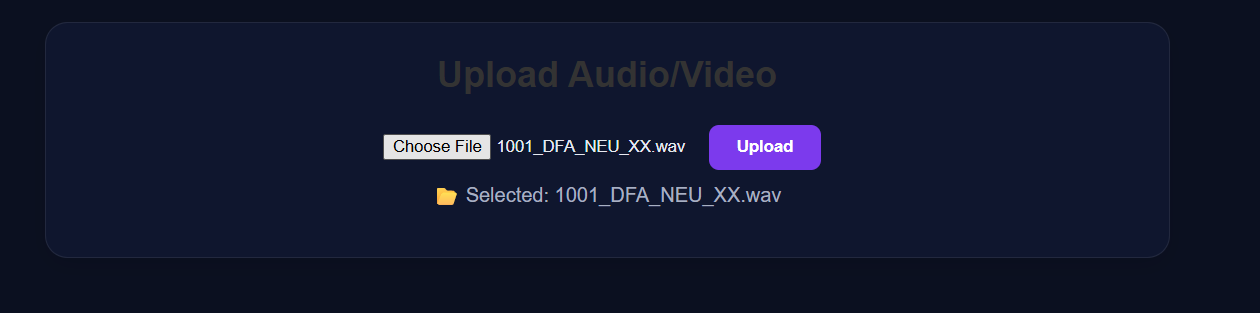 Upload Audio/Video
Choose File 1001_DFA_NEU_XX.wav Upload
Selected: 1001_DFA_NEU_XX.wav